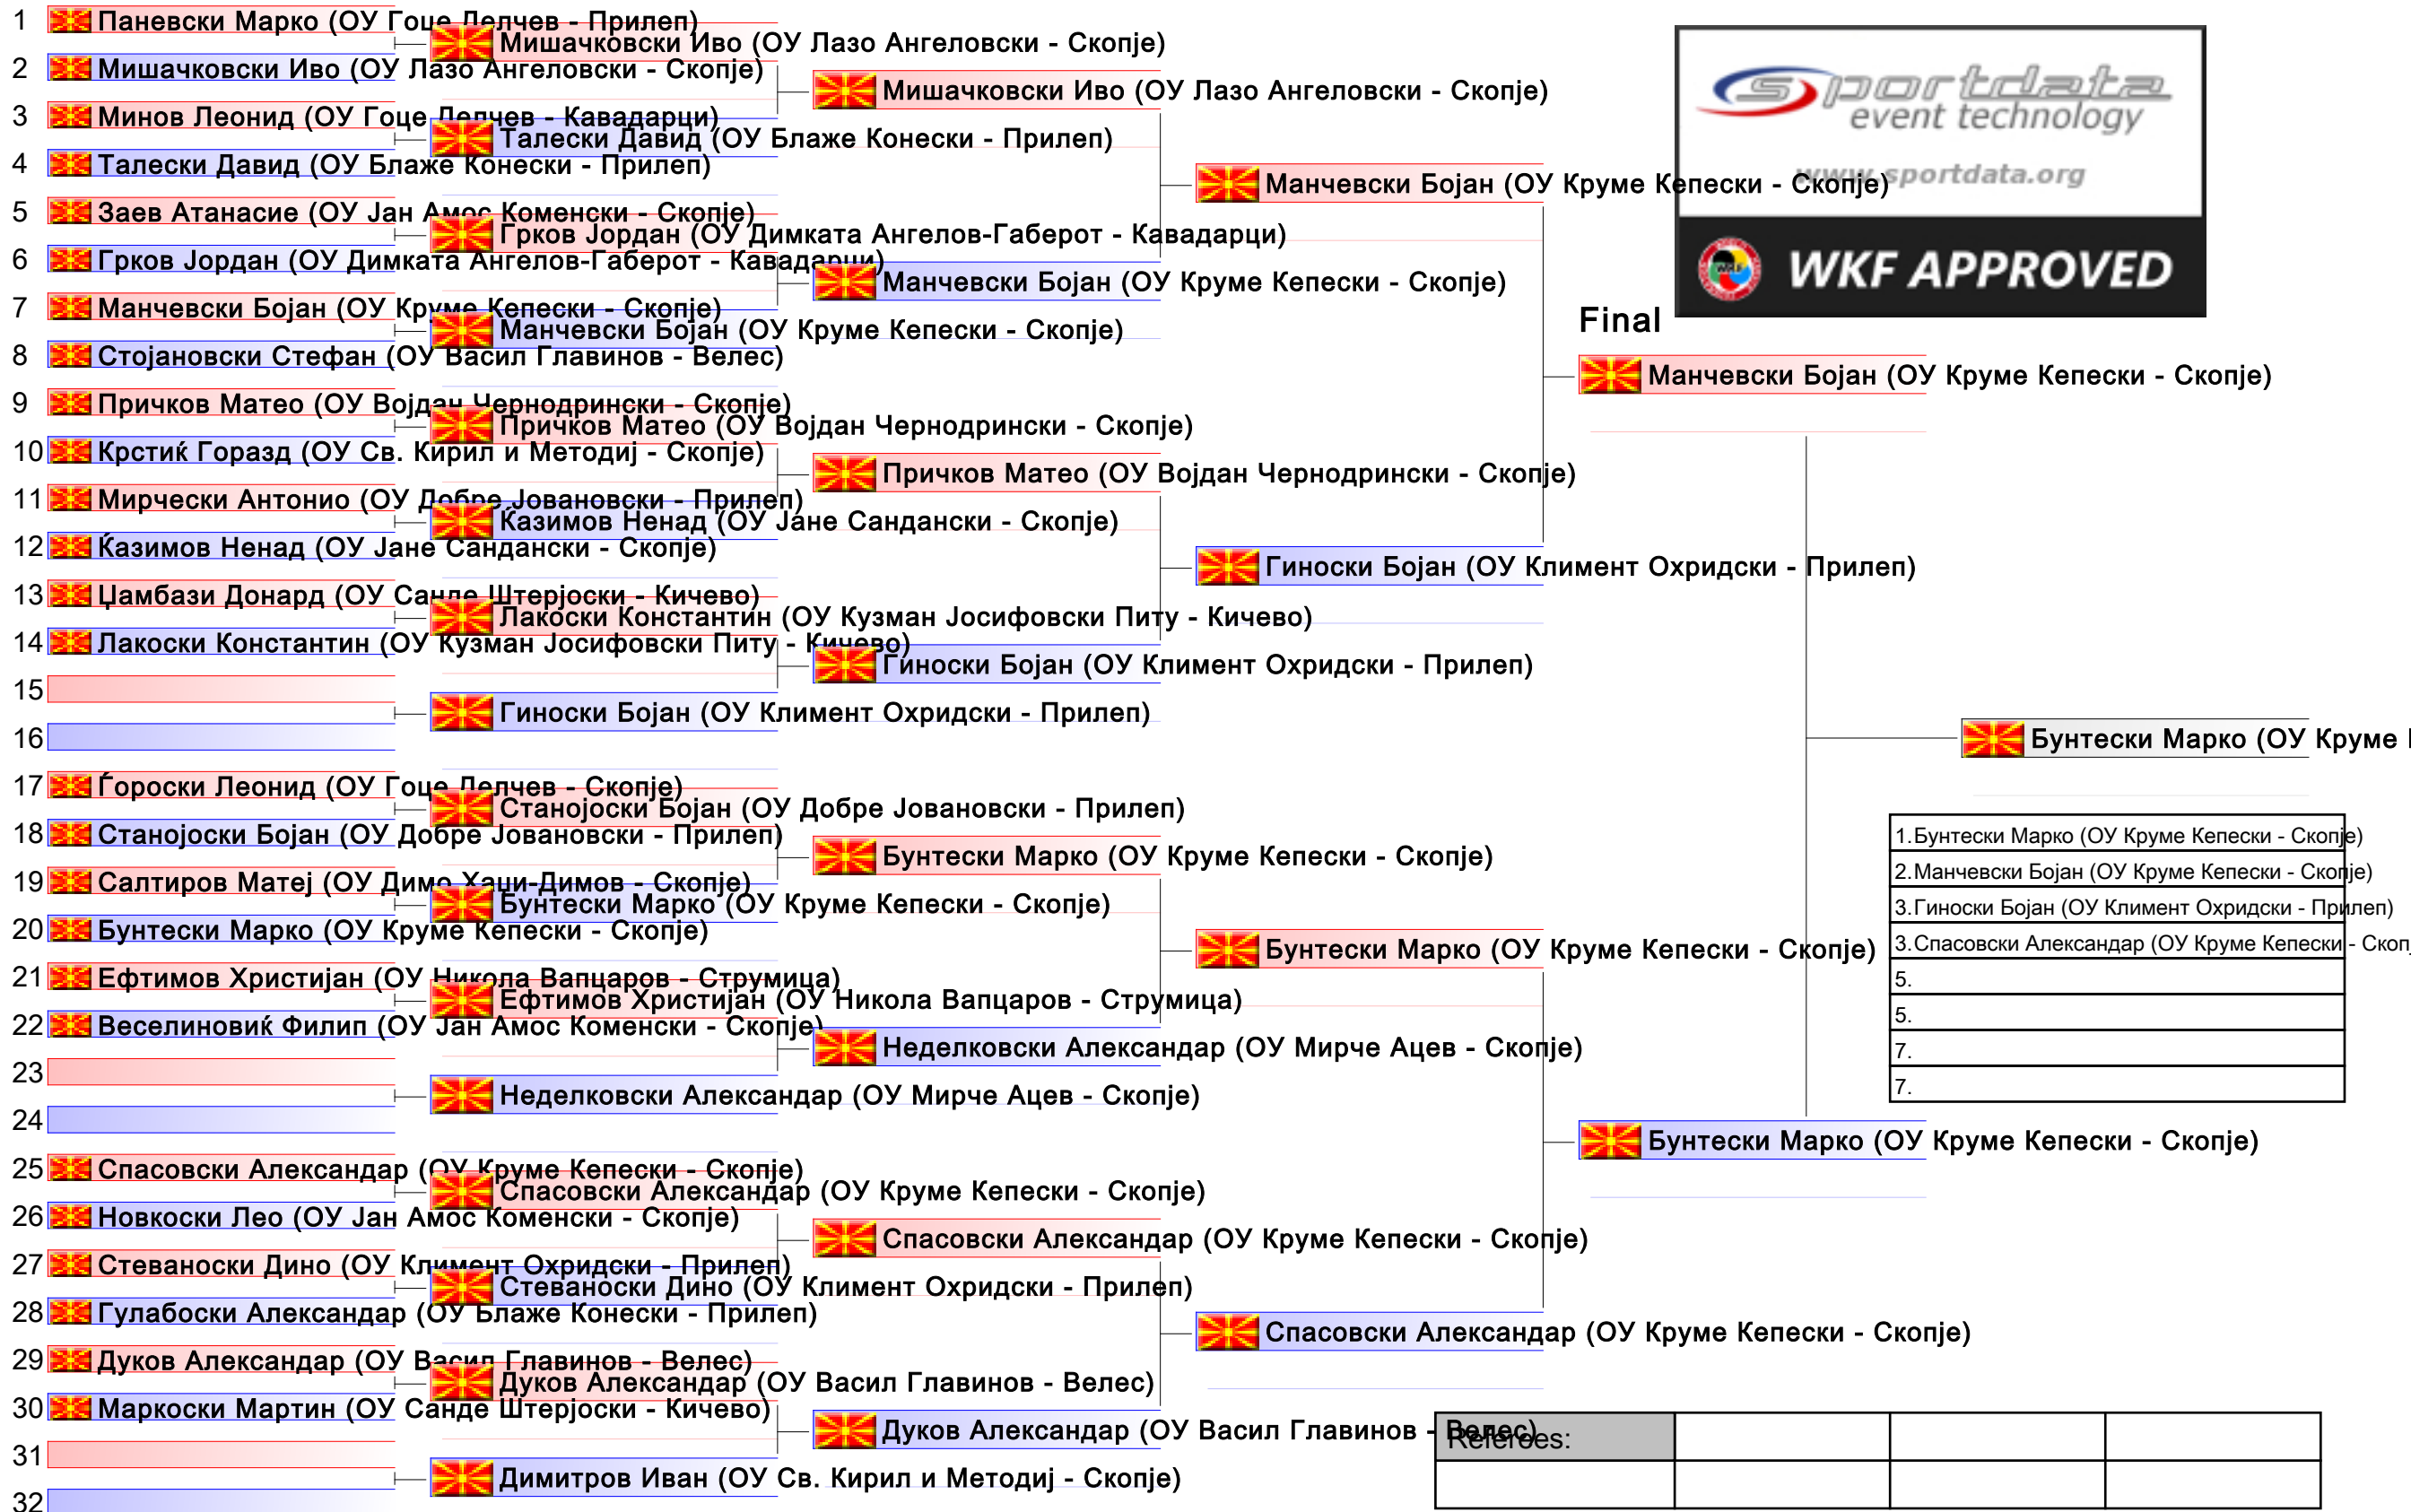 1 Паневски Марко (ОУ Гоце Делчев - Прилеп)
2 Мишачковски Иво (ОУ Лазо Ангеловски - Скопје)
3 Минов Леонид (ОУ Гоце Делчев - Кавадарци)
4 Талески Давид (ОУ Блаже Конески - Прилеп)
5 Заев Атанасие (ОУ Јан Амос Коменски - Скопје)
6 Грков Јордан (ОУ Димката Ангелов-Габерот - Кавадарци)
7 Манчевски Бојан (ОУ Круме Кепески - Скопје)
8 Стојановски Стефан (ОУ Васил Главинов - Велес)
9 Причков Матео (ОУ Војдан Чернодрински - Скопје)
10 Крстиќ Горазд (ОУ Св. Кирил и Методиј - Скопје)
11 Мирчески Антонио (ОУ Добре Јовановски - Прилеп)
12 Ќазимов Ненад (ОУ Јане Сандански - Скопје)
13 Џамбази Донард (ОУ Санде Штерјоски - Кичево)
14 Лакоски Константин (ОУ Кузман Јосифовски Питу - Кичево)
15
16
17 Ѓороски Леонид (ОУ Гоце Делчев - Скопје)
18 Станојоски Бојан (ОУ Добре Јовановски - Прилеп)
19 Салтиров Матеј (ОУ Димо Хаџи-Димов - Скопје)
20 Бунтески Марко (ОУ Круме Кепески - Скопје)
21 Ефтимов Христијан (ОУ Никола Вапцаров - Струмица)
22 Веселиновиќ Филип (ОУ Јан Амос Коменски - Скопје)
23
24
25 Спасовски Александар (ОУ Круме Кепески - Скопје)
26 Новкоски Лео (ОУ Јан Амос Коменски - Скопје)
27 Стеваноски Дино (ОУ Климент Охридски - Прилеп)
28 Гулабоски Александар (ОУ Блаже Конески - Прилеп)
29 Дуков Александар (ОУ Васил Главинов - Велес)
30 Маркоски Мартин (ОУ Санде Штерјоски - Кичево)
31
32
Мишачковски Иво (ОУ Лазо Ангеловски - Скопје)
Талески Давид (ОУ Блаже Конески - Прилеп)
Грков Јордан (ОУ Димката Ангелов-Габерот - Кавадарци)
Манчевски Бојан (ОУ Круме Кепески - Скопје)
Причков Матео (ОУ Војдан Чернодрински - Скопје)
Ќазимов Ненад (ОУ Јане Сандански - Скопје)
Лакоски Константин (ОУ Кузман Јосифовски Питу - Кичево)
Гиноски Бојан (ОУ Климент Охридски - Прилеп)
Станојоски Бојан (ОУ Добре Јовановски - Прилеп)
Бунтески Марко (ОУ Круме Кепески - Скопје)
Ефтимов Христијан (ОУ Никола Вапцаров - Струмица)
Неделковски Александар (ОУ Мирче Ацев - Скопје)
Спасовски Александар (ОУ Круме Кепески - Скопје)
Стеваноски Дино (ОУ Климент Охридски - Прилеп)
Дуков Александар (ОУ Васил Главинов - Велес)
Димитров Иван (ОУ Св. Кирил и Методиј - Скопје)
Мишачковски Иво (ОУ Лазо Ангеловски - Скопје)
Манчевски Бојан (ОУ Круме Кепески - Скопје)
Причков Матео (ОУ Војдан Чернодрински - Скопје)
Гиноски Бојан (ОУ Климент Охридски - Прилеп)
Бунтески Марко (ОУ Круме Кепески - Скопје)
Неделковски Александар (ОУ Мирче Ацев - Скопје)
Спасовски Александар (ОУ Круме Кепески - Скопје)
Дуков Александар (ОУ Васил Главинов - Велес)
Манчевски Бојан (ОУ Круме Кепески - Скопје)
Гиноски Бојан (ОУ Климент Охридски - Прилеп)
Бунтески Марко (ОУ Круме Кепески - Скопје)
Спасовски Александар (ОУ Круме Кепески - Скопје)
sportdata
event technology
www.sportdata.org
WKF APPROVED
Final
Манчевски Бојан (ОУ Круме Кепески - Скопје)
Бунтески Марко (ОУ Круме Кепески - Скопје)
Бунтески Марко (ОУ Круме
1.Бунтески Марко (ОУ Круме Кепески - Скопје)
2.Манчевски Бојан (ОУ Круме Кепески - Скопје)
3.Гиноски Бојан (ОУ Климент Охридски - Прилеп)
3.Спасовски Александар (ОУ Круме Кепески - Скоп
5.
5.
7.
7.
Referees: